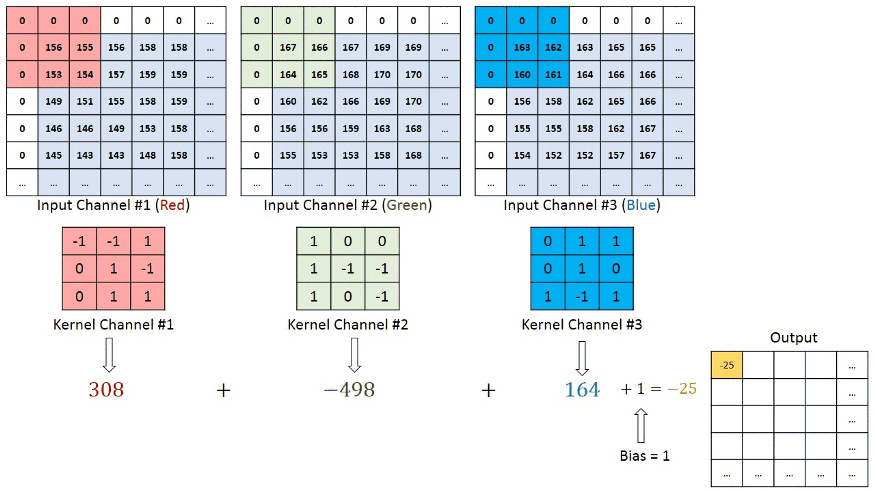 0 0 0 0 0 0 ...
0 156 155 156 158 158 ...
0 153 154 157 159 159 ...
0 149 151 155 158 159 ...
0 146 146 149 153 158 ...
0 145 143 143 148 158 ...
... ... ... ... ... ... ...
Input Channel #1 (Red)
0 0 0 0 0 0 ...
0 167 166 167 169 169 ...
0 164 165 168 170 170 ...
0 160 162 166 169 170 ...
0 156 156 159 163 168 ...
0 155 153 153 158 168 ...
... ... ... ... ... ... ...
Input Channel #2 (Green)
0 0 0 0 0 0 ...
0 163 162 163 165 165 ...
0 160 161 164 166 166 ...
0 156 158 162 165 166 ...
0 155 155 158 162 167 ...
0 154 152 152 157 167 ...
... ... ... ... ... ... ...
Input Channel #3 (Blue)
-1 -1 1
0 1 -1
0 1 1
Kernel Channel #1
1 0 0
1 -1 -1
1 0 -1
Kernel Channel #2
0 1 1
0 1 0
1 -1 1
Kernel Channel #3
308 + −498 + 164 + 1 = −25
Bias = 1
Output
-25 ...
...
...
...
... ... ... ... ...